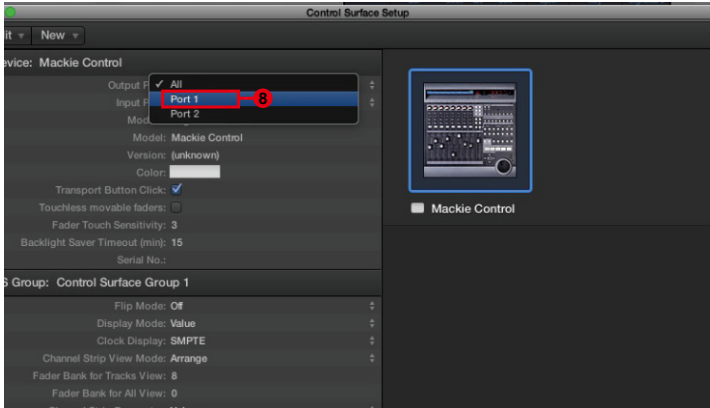 Control Surface Setup
it New
evice: Mackie Control
Output P ✓ All
Port 1 8
Input P
Port 2
Mod
Model: Mackie Control
Version: (unknown)
Color:
Transport Button Click:
Touchless movable faders:
Fader Touch Sensitivity: 3
Backlight Saver Timeout (min): 15
Serial No.:
S Group: Control Surface Group 1
Flip Mode: Off
Display Mode: Value
Clock Display: SMPTE
Channel Strip View Mode: Arrange
Fader Bank for Tracks View: 8
Fader Bank for All View: 0
Mackie Control